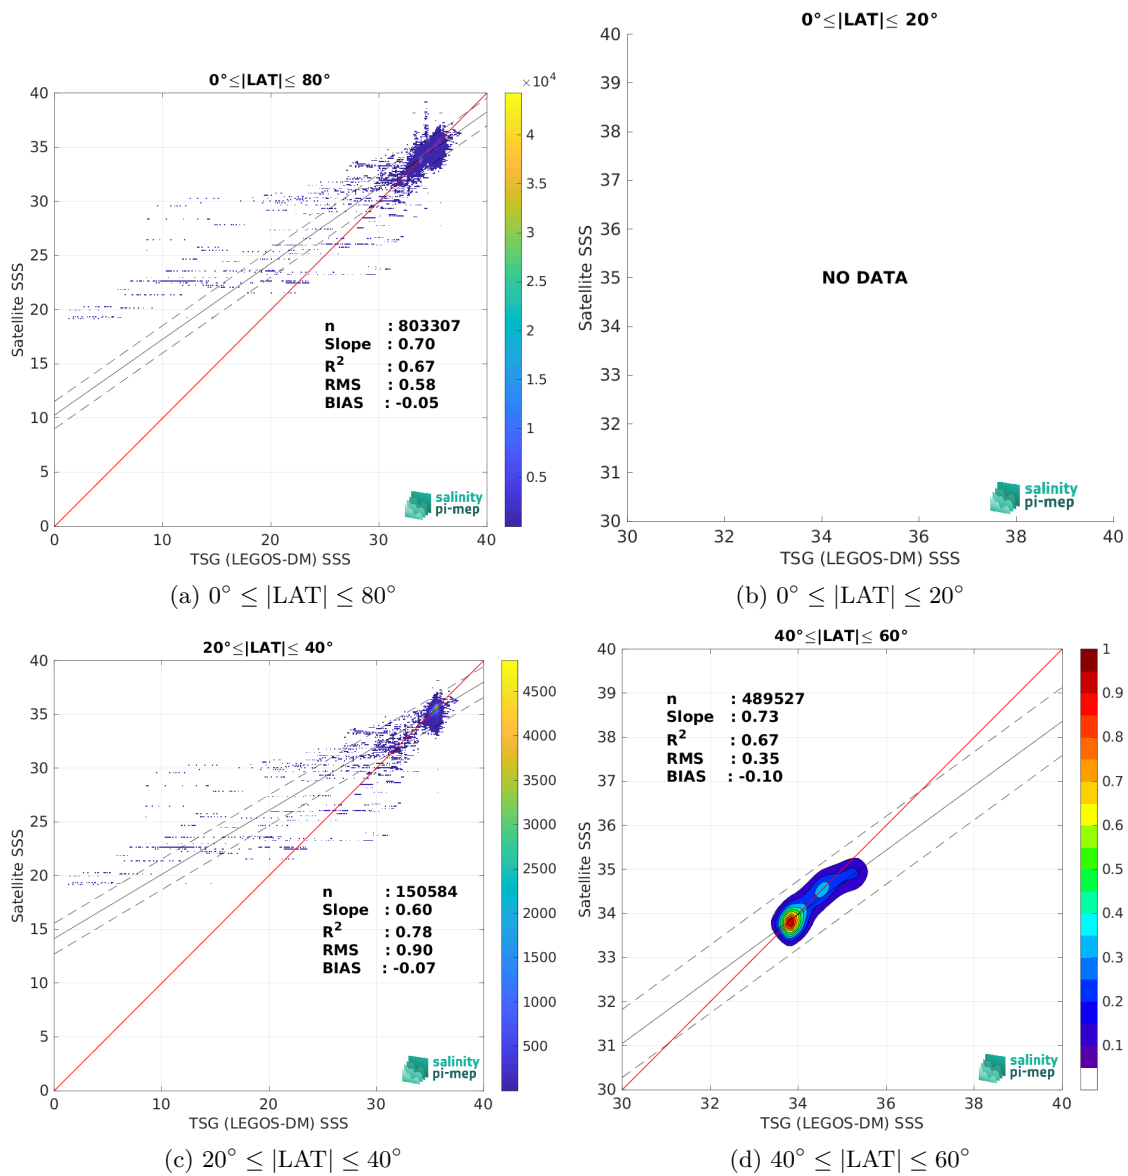 0°≤|LAT|≤ 80°
×10⁴
40
35
30
25
20
15
10
5
0
0 10 20 30 40
Satellite SSS
TSG (LEGOS-DM) SSS
n : 803307
Slope : 0.70
R² : 0.67
RMS : 0.58
BIAS : -0.05
4
3.5
3
2.5
2
1.5
1
0.5
salinity
pi-mep
(a) 0° ≤ |LAT| ≤ 80°
0°≤|LAT|≤ 20°
40
39
38
37
36
35
34
33
32
31
30
30 32 34 36 38 40
Satellite SSS
NO DATA
TSG (LEGOS-DM) SSS
salinity
pi-mep
(b) 0° ≤ |LAT| ≤ 20°
20°≤|LAT|≤ 40°
40
35
30
25
20
15
10
5
0
0 10 20 30 40
Satellite SSS
TSG (LEGOS-DM) SSS
n : 150584
Slope : 0.60
R² : 0.78
RMS : 0.90
BIAS : -0.07
4500
4000
3500
3000
2500
2000
1500
1000
500
salinity
pi-mep
(c) 20° ≤ |LAT| ≤ 40°
40°≤|LAT|≤ 60°
40
39
38
37
36
35
34
33
32
31
30
30 32 34 36 38 40
Satellite SSS
TSG (LEGOS-DM) SSS
n : 489527
Slope : 0.73
R² : 0.67
RMS : 0.35
BIAS : -0.10
1
0.9
0.8
0.7
0.6
0.5
0.4
0.3
0.2
0.1
salinity
pi-mep
(d) 40° ≤ |LAT| ≤ 60°